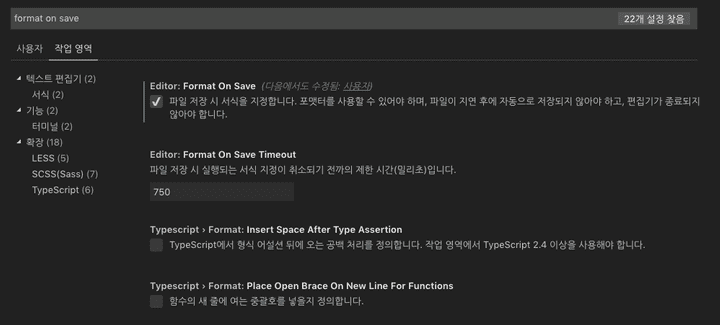 format on save
22개 설정 찾음
사용자 작업 영역
텍스트 편집기 (2)
서식 (2)
기능 (2)
터미널 (2)
확장 (18)
LESS (5)
SCSS(Sass) (7)
TypeScript (6)
Editor: Format On Save (다음에서도 수정됨: 사용자)
파일 저장 시 서식을 지정합니다. 포맷터를 사용할 수 있어야 하며, 파일이 지연 후에 자동으로 저장되지 않아야 하고, 편집기가 종료되지
않아야 합니다.
Editor: Format On Save Timeout
파일 저장 시 실행되는 서식 지정이 취소되기 전까의 제한 시간(밀리초)입니다.
750
Typescript › Format: Insert Space After Type Assertion
TypeScript에서 형식 어설션 뒤에 오는 공백 처리를 정의합니다. 작업 영역에서 TypeScript 2.4 이상을 사용해야 합니다.
Typescript › Format: Place Open Brace On New Line For Functions
함수의 새 줄에 여는 중괄호를 넣을지 정의합니다.